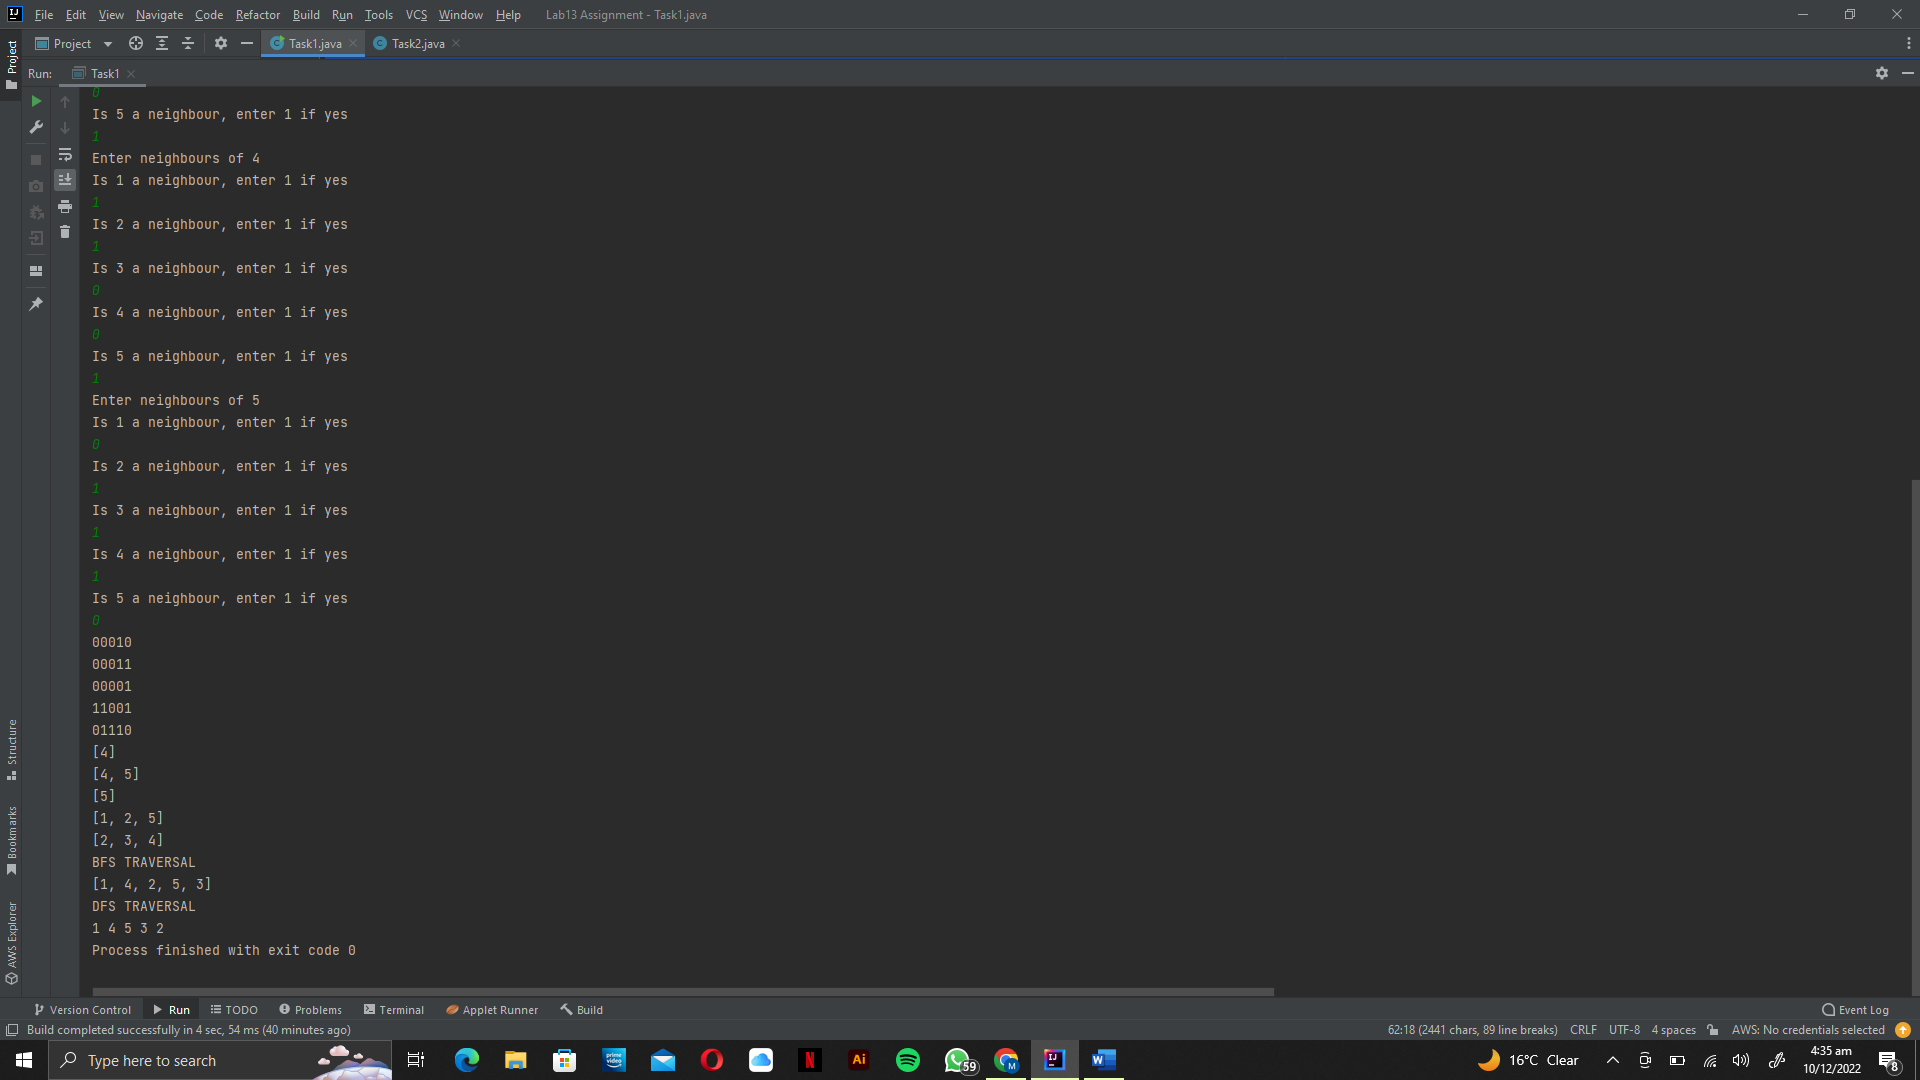 File Edit View Navigate Code Refactor Build Run Tools VCS Window Help Lab13 Assignment - Task1.java
Project Task1.java Task2.java
Project
Run: Task1
0
Is 5 a neighbour, enter 1 if yes
1
Enter neighbours of 4
Is 1 a neighbour, enter 1 if yes
1
Is 2 a neighbour, enter 1 if yes
1
Is 3 a neighbour, enter 1 if yes
0
Is 4 a neighbour, enter 1 if yes
0
Is 5 a neighbour, enter 1 if yes
1
Enter neighbours of 5
Is 1 a neighbour, enter 1 if yes
0
Is 2 a neighbour, enter 1 if yes
1
Is 3 a neighbour, enter 1 if yes
1
Is 4 a neighbour, enter 1 if yes
1
Is 5 a neighbour, enter 1 if yes
0
00010
00011
00001
11001
01110
[4]
[4, 5]
[5]
[1, 2, 5]
[2, 3, 4]
BFS TRAVERSAL
[1, 4, 2, 5, 3]
DFS TRAVERSAL
1 4 5 3 2
Process finished with exit code 0
Structure
Bookmarks
AWS Explorer
Version Control Run TODO Problems Terminal Applet Runner Build Event Log
Build completed successfully in 4 sec, 54 ms (40 minutes ago) 62:18 (2441 chars, 89 line breaks) CRLF UTF-8 4 spaces AWS: No credentials selected
Type here to search prime video N Ai 59 M IJ W 16°C Clear 4:35 am
10/12/2022 8